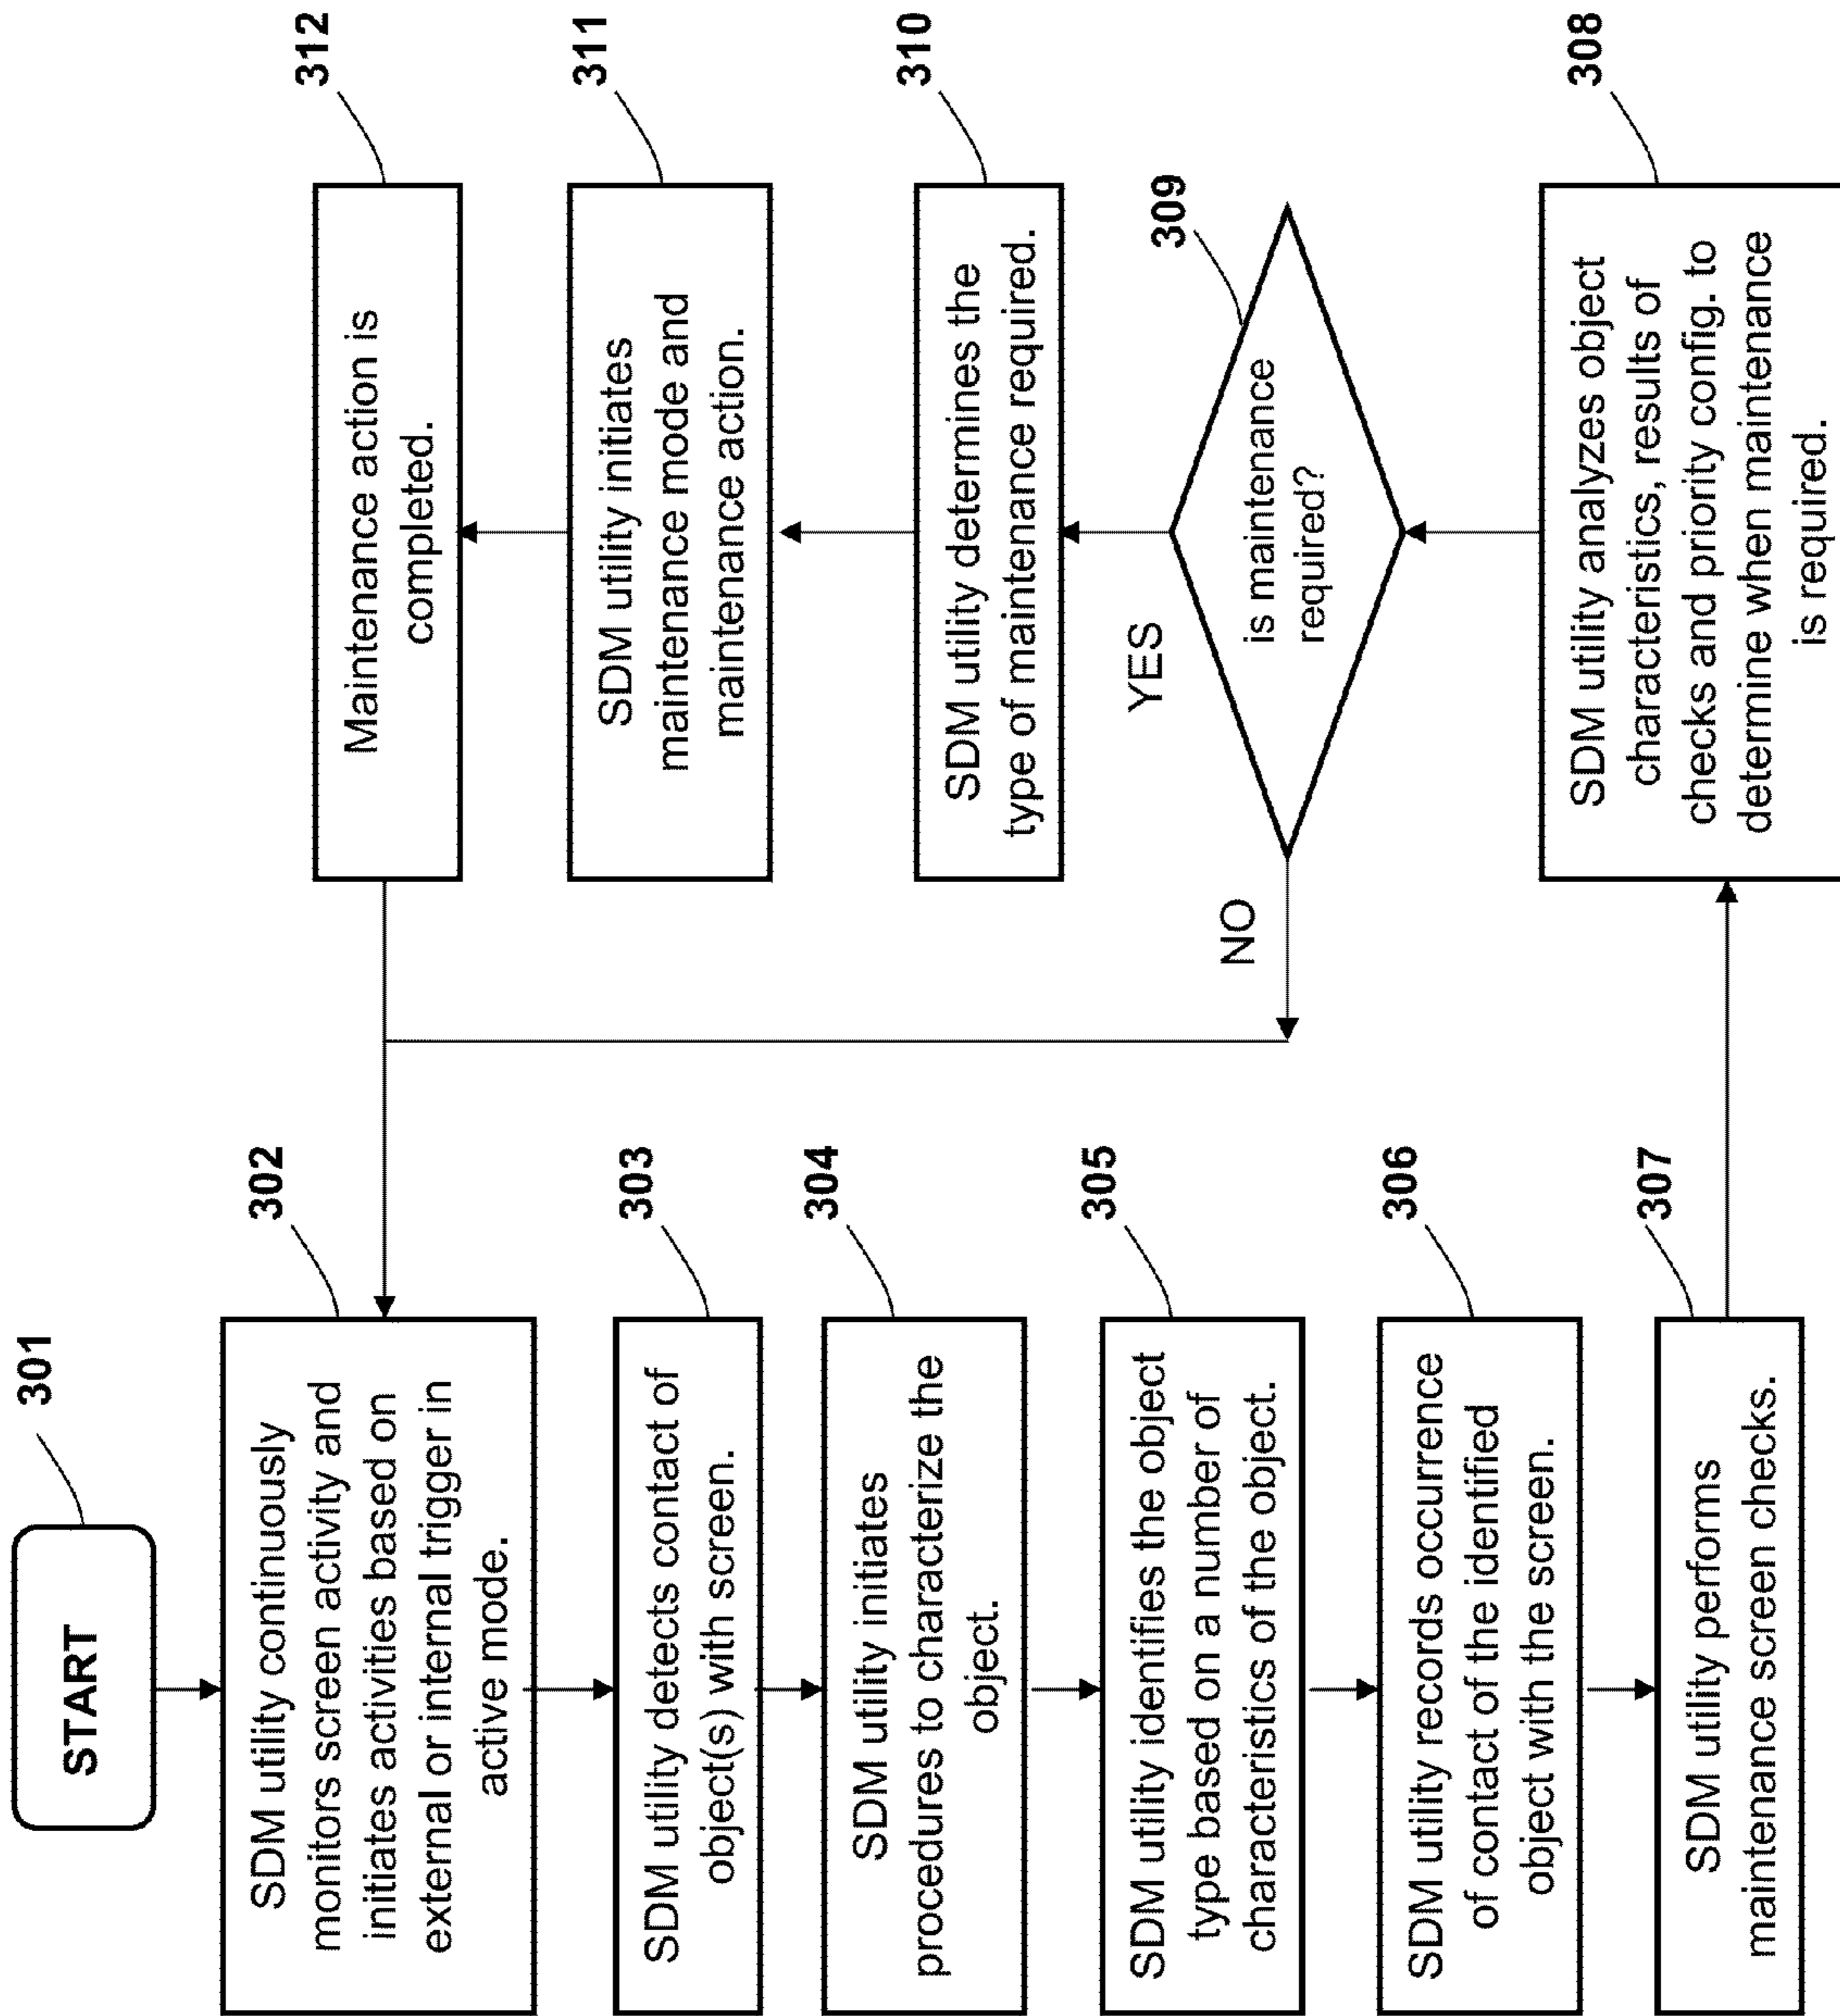 301
START
302
SDM utility continuously
monitors screen activity and
initiates activities based on
external or internal trigger in
active mode.
303
SDM utility detects contact of
object(s) with screen.
304
SDM utility initiates
procedures to characterize the
object.
305
SDM utility identifies the object
type based on a number of
characteristics of the object.
306
SDM utility records occurrence
of contact of the identified
object with the screen.
307
SDM utility performs
maintenance screen checks.
308
SDM utility analyzes object
characteristics, results of
checks and priority config. to
determine when maintenance
is required.
309
is maintenance
required?
YES
NO
310
SDM utility determines the
type of maintenance required.
311
SDM utility initiates
maintenance mode and
maintenance action.
312
Maintenance action is
completed.